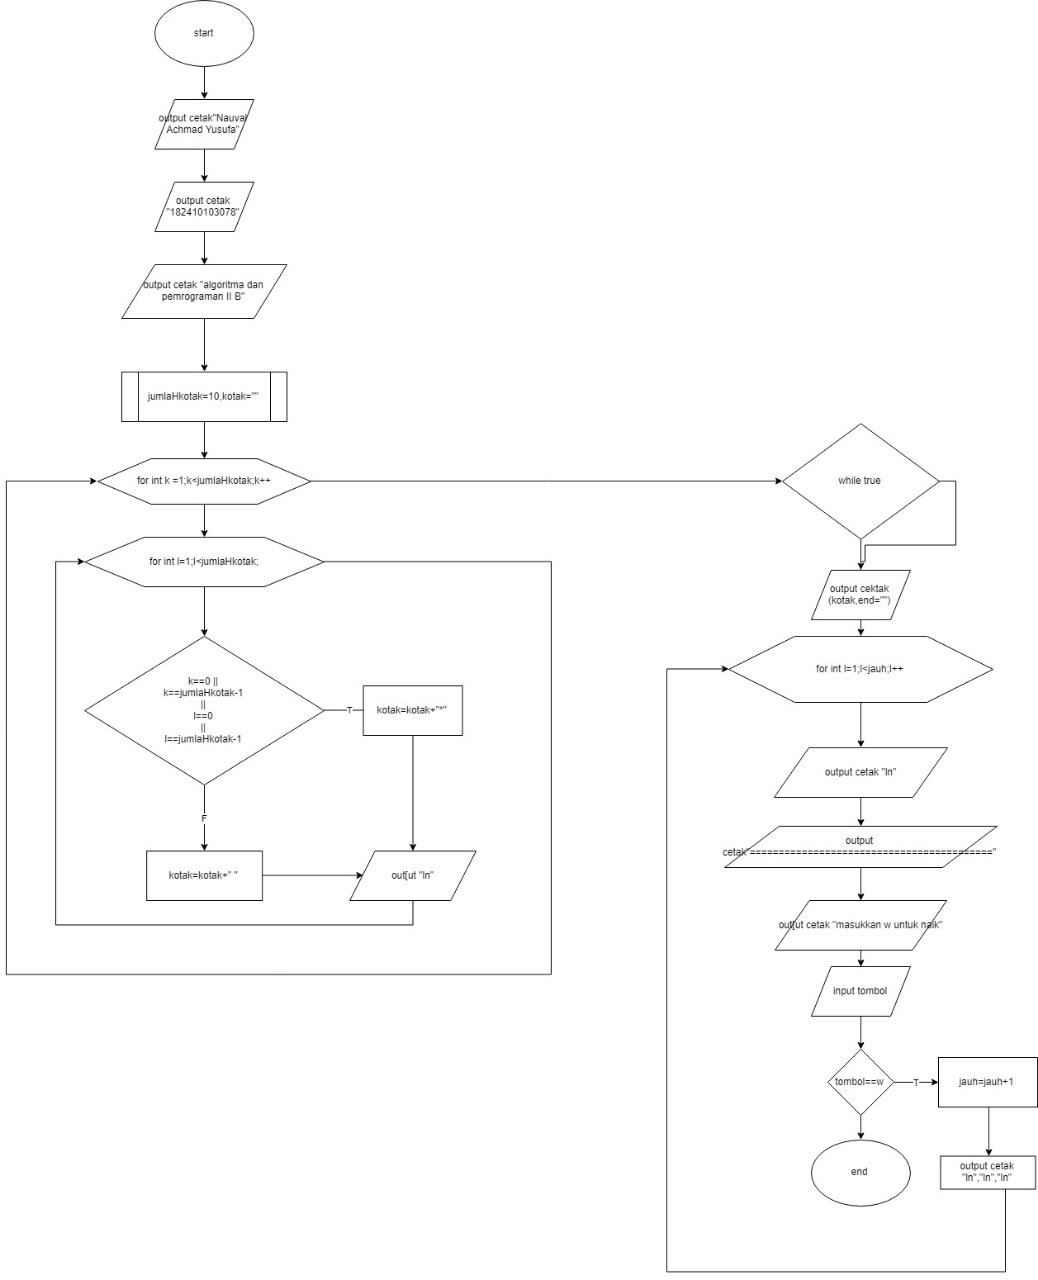 start
output cetak"Nauval
Achmad Yusufa"
output cetak
"182410103078"
output cetak "algoritma dan
pemrograman II B"
jumlaHkotak=10,kotak=""
for int k =1;k<jumlaHkotak;k++
for int l=1;l<jumlaHkotak;
k==0 ||
k==jumlaHkotak-1
||
l==0
||
l==jumlaHkotak-1
T
kotak=kotak+"*"
F
kotak=kotak+" "
out[ut "ln"
while true
output cektak
(kotak,end="")
for int l=1;l<jauh;l++
output cetak "ln"
output
cetak"=========================================="
out[ut cetak "masukkan w untuk naik"
input tombol
tombol==w
T
jauh=jauh+1
output cetak
"ln","ln","ln"
end